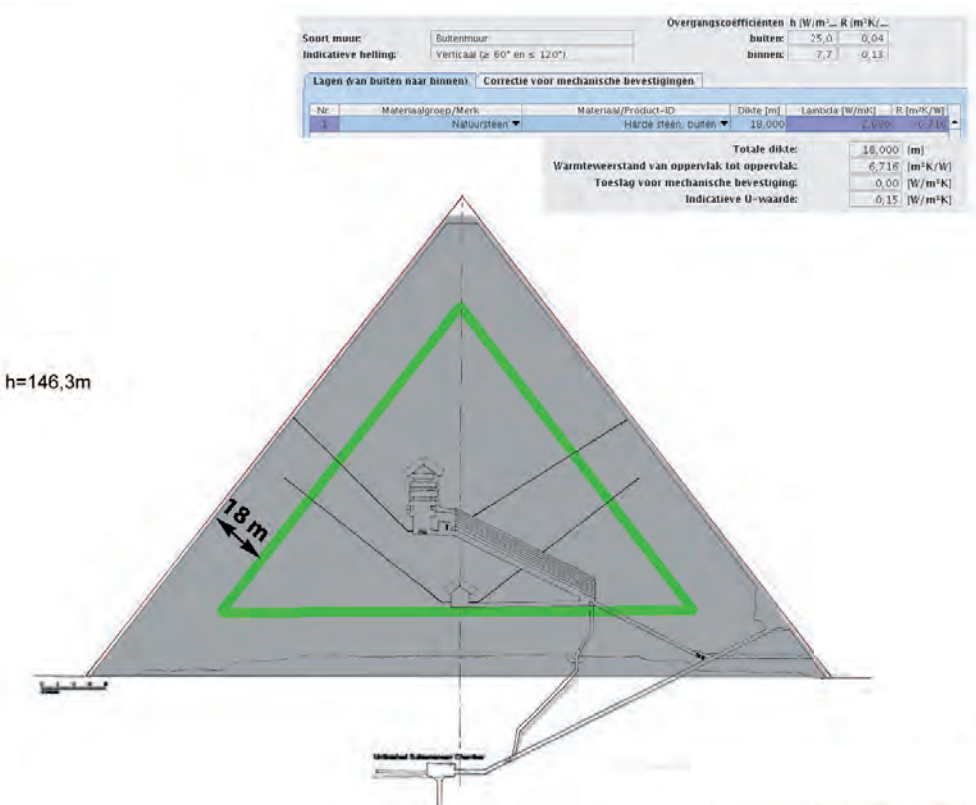 Overgangscoëfficiënten h [W/m²... R [m²K/...
Soort muur: Buitenmuur buiten: 25,0 0,04
Indicatieve helling: Verticaal (≥ 60° en ≤ 120°) binnen: 7,7 0,13
Lagen (van buiten naar binnen) Correctie voor mechanische bevestigingen
Nr. Materiaalgroep/Merk Materiaal/Product-ID Dikte [m] Lambda [W/mK] R [m²K/W]
1 Natuursteen Harde steen, buiten 18,000
Totale dikte: 18,000 [m]
Warmteweerstand van oppervlak tot oppervlak: 6,716 [m²K/W]
Toeslag voor mechanische bevestiging: 0,00 [W/m²K]
Indicatieve U-waarde: 0,15 [W/m²K]
h=146,3m
18 m
Chamber